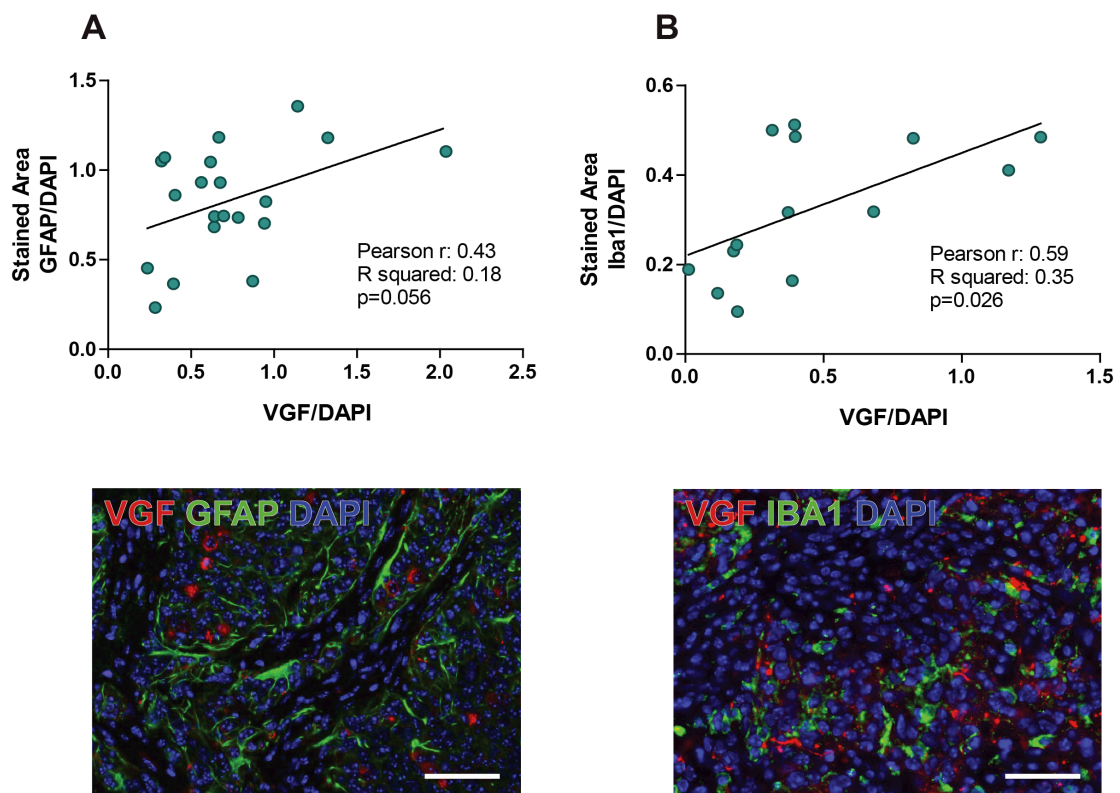 A
Stained Area
GFAP/DAPI
1.5
1.0
0.5
0.0
Pearson r: 0.43
R squared: 0.18
p=0.056
0.0 0.5 1.0 1.5 2.0 2.5
VGF/DAPI
B
Stained Area
Iba1/DAPI
0.6
0.4
0.2
0.0
Pearson r: 0.59
R squared: 0.35
p=0.026
0.0 0.5 1.0 1.5
VGF/DAPI
VGF GFAP DAPI
VGF IBA1 DAPI